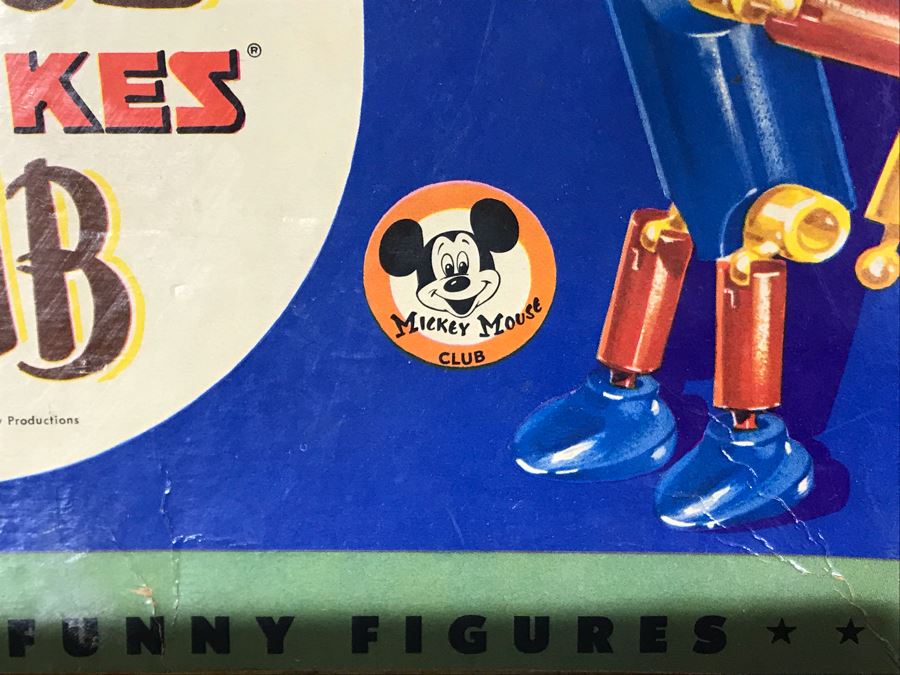 KES®
B
y Productions
MICKEY MOUSE
CLUB
FUNNY FIGURES ★ ★